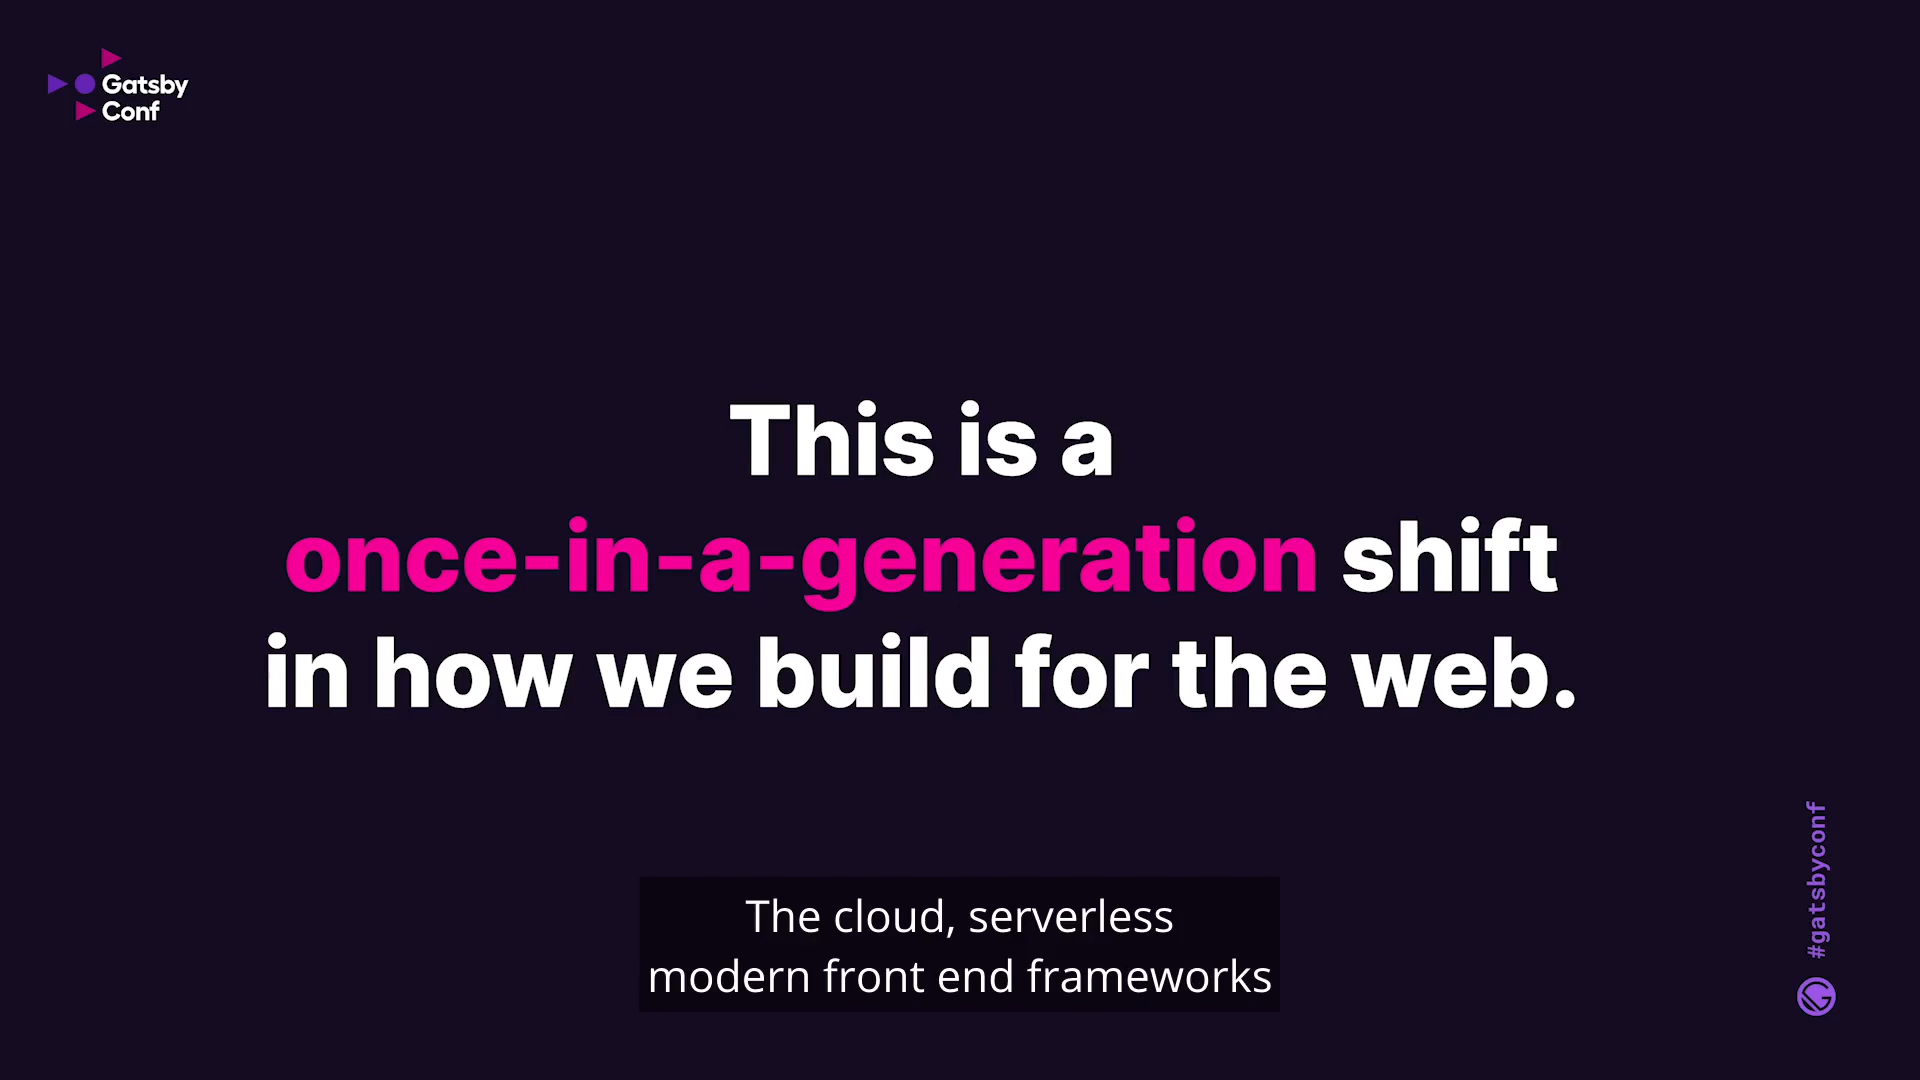 Gatsby
Conf
This is a
once-in-a-generation shift
in how we build for the web.
The cloud, serverless
modern front end frameworks
#gatsbyconf